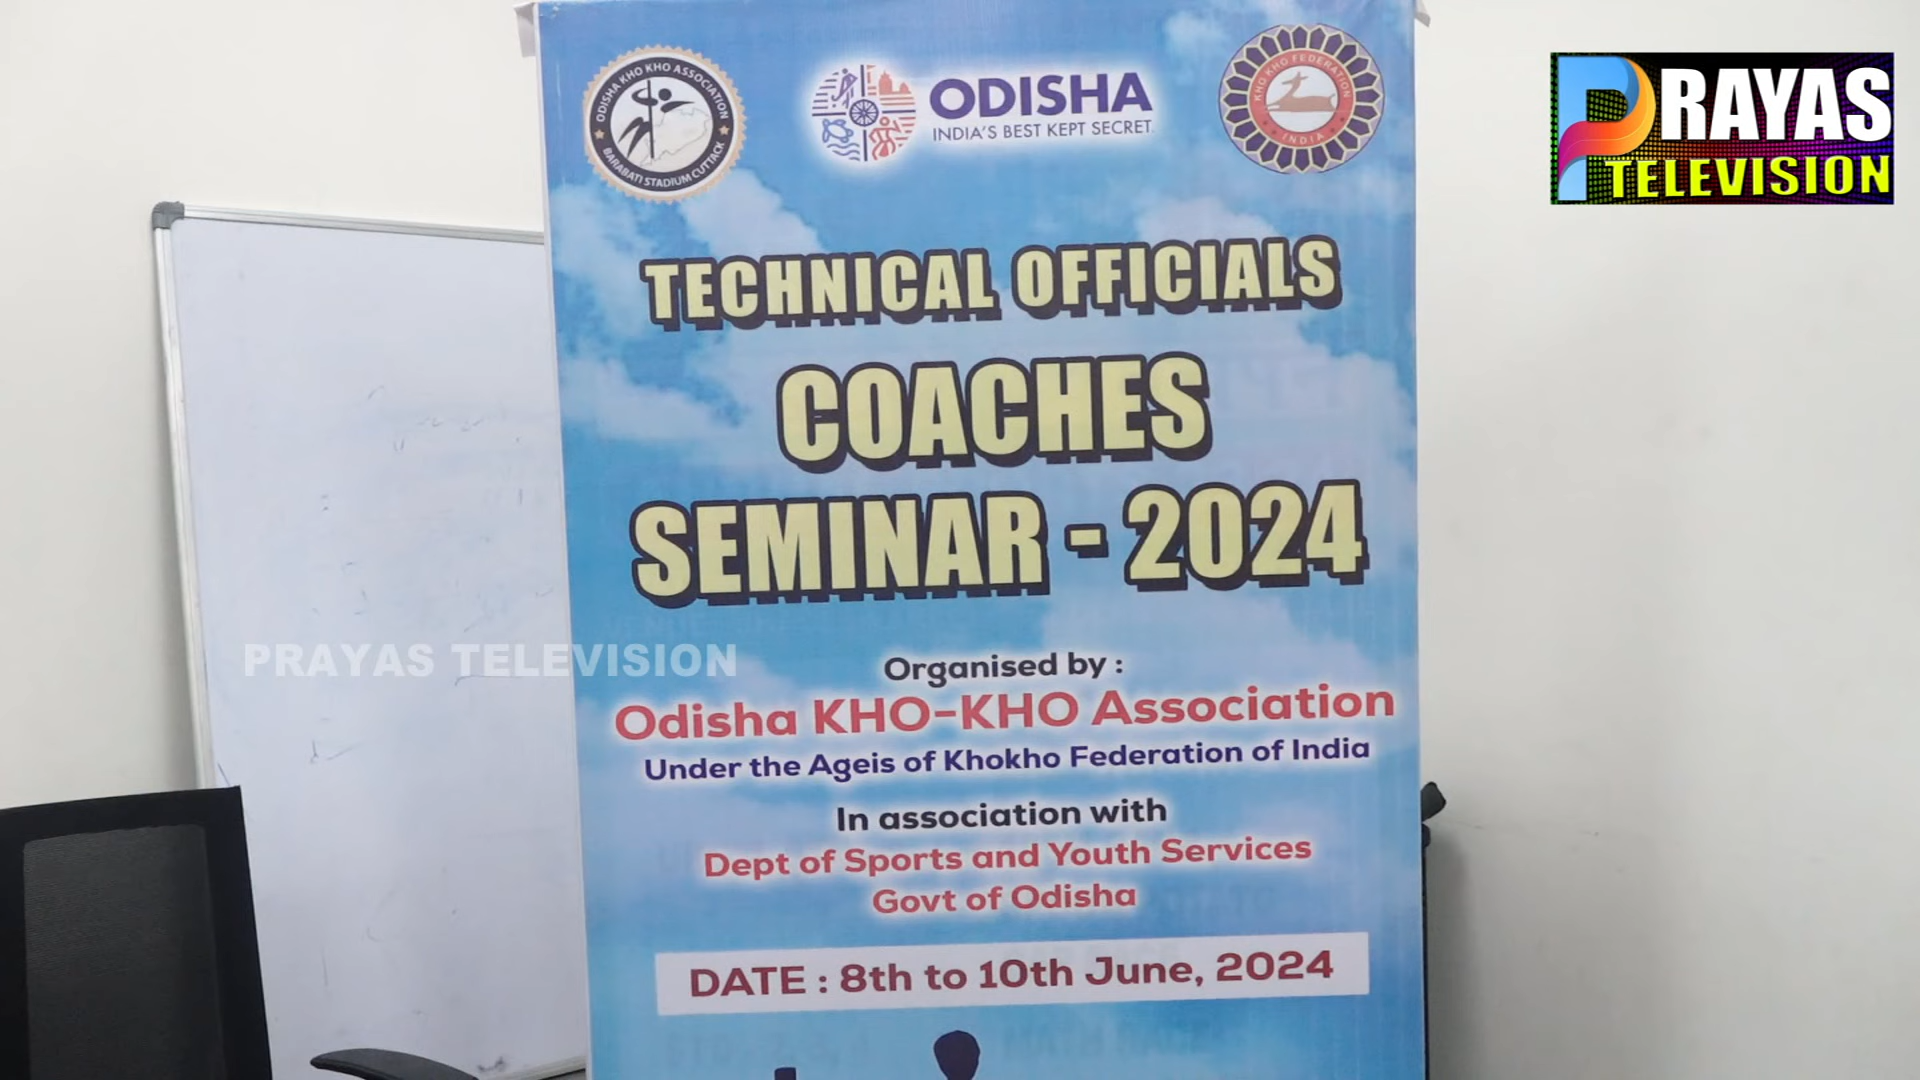 ODISHA KHO KHO ASSOCIATION
BARABATI STADIUM CUTTACK
ODISHA
INDIA'S BEST KEPT SECRET
KHO KHO FEDERATION
INDIA
PRAYAS
TELEVISION
TECHNICAL OFFICIALS
COACHES
SEMINAR - 2024
PRAYAS TELEVISION
Organised by :
Odisha KHO-KHO Association
Under the Ageis of Khokho Federation of India
In association with
Dept of Sports and Youth Services
Govt of Odisha
DATE : 8th to 10th June, 2024